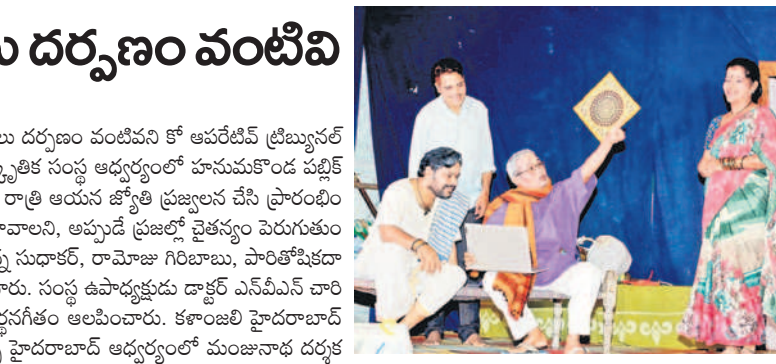 దర్పణం వంటివి
లు దర్పణం వంటివని కో ఆపరేటివ్ ట్రిబ్యునల్
స్కృతిక సంస్థ ఆధ్వర్యంలో హనుమకొండ పబ్లిక్
రాత్రి ఆయన జ్యోతి ప్రజ్వలన చేసి ప్రారంభిం
వాలని, అప్పుడే ప్రజల్లో చైతన్యం పెరుగుతుం
న్న సుధాకర్, రామోజు గిరిబాబు, పారితోషికదా
రు. సంస్థ ఉపాధ్యక్షుడు డాక్టర్ ఎన్‌వీఎన్ చారి
ర్థనగీతం ఆలపించారు. కళాంజలి హైదరాబాద్
హైదరాబాద్ ఆధ్వర్యంలో మంజునాథ దర్శక